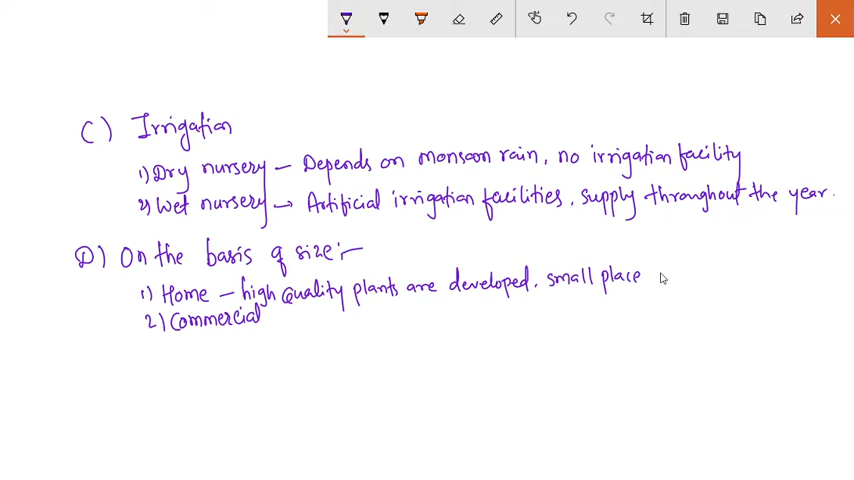 C) Irrigation
1) Dry nursery – Depends on monsoon rain, no irrigation facility
2) Wet nursery → Artificial irrigation facilities, supply throughout the year.
D) On the basis of size:-
1) Home – high quality plants are developed, small place
2) Commercial